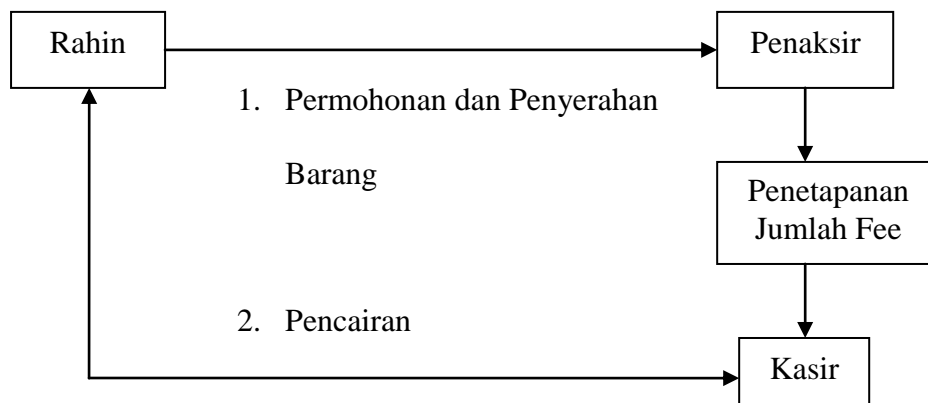 Rahin
Penaksir
1. Permohonan dan Penyerahan
Barang
Penetapanan
Jumlah Fee
2. Pencairan
Kasir